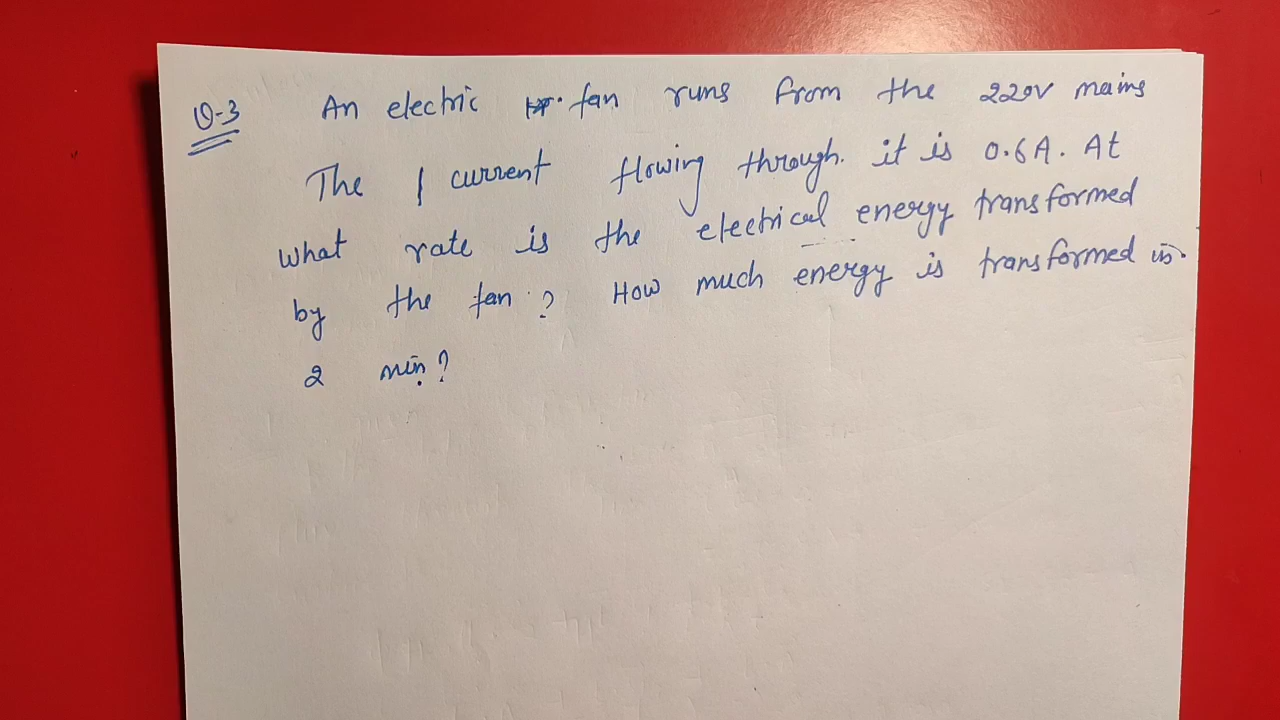 Q-3 An electric fan runs from the 220V mains
The current flowing through. it is 0.6A. At
what rate is the electrical energy transformed
by the fan ? How much energy is transformed in
2 min ?